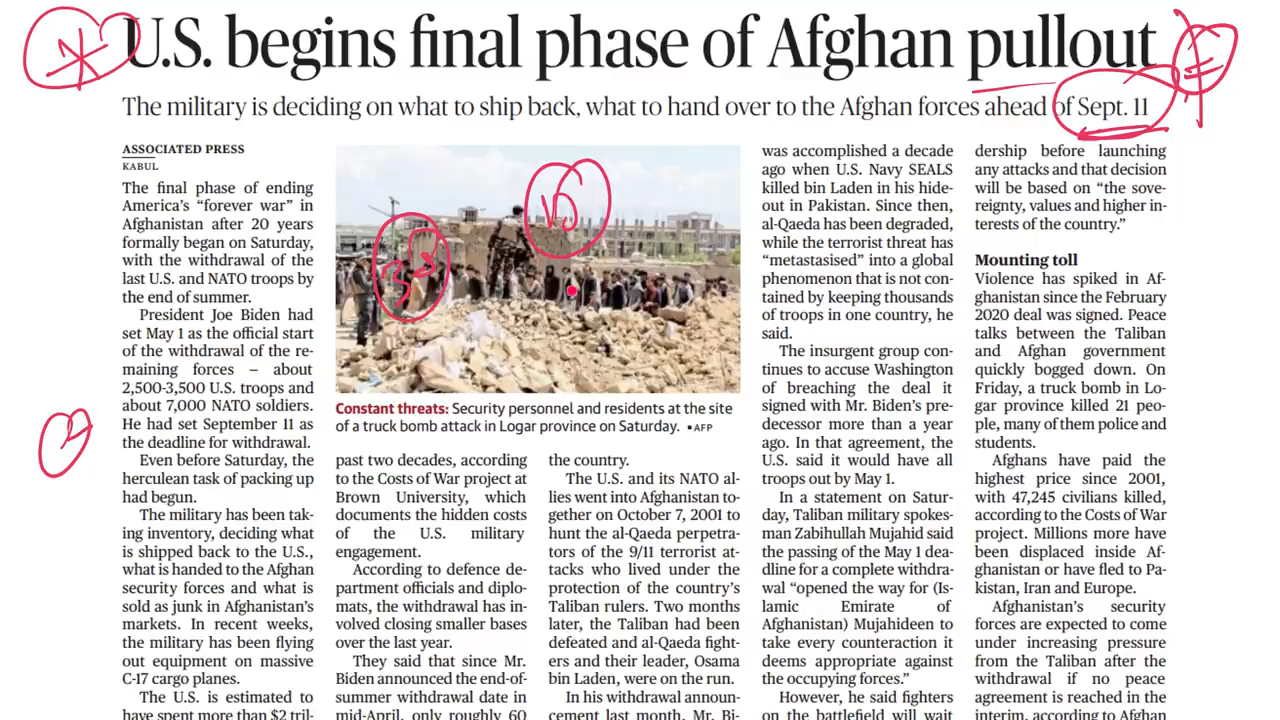 U.S. begins final phase of Afghan pullout
The military is deciding on what to ship back, what to hand over to the Afghan forces ahead of Sept. 11
ASSOCIATED PRESS
KABUL
The final phase of ending
America's “forever war” in
Afghanistan after 20 years
formally began on Saturday,
with the withdrawal of the
last U.S. and NATO troops by
the end of summer.
President Joe Biden had
set May 1 as the official start
of the withdrawal of the re-
maining forces – about
2,500-3,500 U.S. troops and
about 7,000 NATO soldiers.
He had set September 11 as
the deadline for withdrawal.
Even before Saturday, the
herculean task of packing up
had begun.
The military has been tak-
ing inventory, deciding what
is shipped back to the U.S.,
what is handed to the Afghan
security forces and what is
sold as junk in Afghanistan's
markets. In recent weeks,
the military has been flying
out equipment on massive
C-17 cargo planes.
The U.S. is estimated to
have spent more than $2 tril-
Constant threats: Security personnel and residents at the site
of a truck bomb attack in Logar province on Saturday. ▪AFP
past two decades, according
to the Costs of War project at
Brown University, which
documents the hidden costs
of the U.S. military
engagement.
According to defence de-
partment officials and diplo-
mats, the withdrawal has in-
volved closing smaller bases
over the last year.
They said that since Mr.
Biden announced the end-of-
summer withdrawal date in
mid-April, only roughly 60
the country.
The U.S. and its NATO al-
lies went into Afghanistan to-
gether on October 7, 2001 to
hunt the al-Qaeda perpetra-
tors of the 9/11 terrorist at-
tacks who lived under the
protection of the country's
Taliban rulers. Two months
later, the Taliban had been
defeated and al-Qaeda fight-
ers and their leader, Osama
bin Laden, were on the run.
In his withdrawal announ-
cement last month, Mr. Bi-
was accomplished a decade
ago when U.S. Navy SEALS
killed bin Laden in his hide-
out in Pakistan. Since then,
al-Qaeda has been degraded,
while the terrorist threat has
“metastasised” into a global
phenomenon that is not con-
tained by keeping thousands
of troops in one country, he
said.
The insurgent group con-
tinues to accuse Washington
of breaching the deal it
signed with Mr. Biden's pre-
decessor more than a year
ago. In that agreement, the
U.S. said it would have all
troops out by May 1.
In a statement on Satur-
day, Taliban military spokes-
man Zabihullah Mujahid said
the passing of the May 1 dea-
dline for a complete withdra-
wal “opened the way for (Is-
lamic Emirate of
Afghanistan) Mujahideen to
take every counteraction it
deems appropriate against
the occupying forces.”
However, he said fighters
on the battlefield will wait
dership before launching
any attacks and that decision
will be based on “the sove-
reignty, values and higher in-
terests of the country.”
Mounting toll
Violence has spiked in Af-
ghanistan since the February
2020 deal was signed. Peace
talks between the Taliban
and Afghan government
quickly bogged down. On
Friday, a truck bomb in Lo-
gar province killed 21 peo-
ple, many of them police and
students.
Afghans have paid the
highest price since 2001,
with 47,245 civilians killed,
according to the Costs of War
project. Millions more have
been displaced inside Af-
ghanistan or have fled to Pa-
kistan, Iran and Europe.
Afghanistan's security
forces are expected to come
under increasing pressure
from the Taliban after the
withdrawal if no peace
agreement is reached in the
interim, according to Afghan